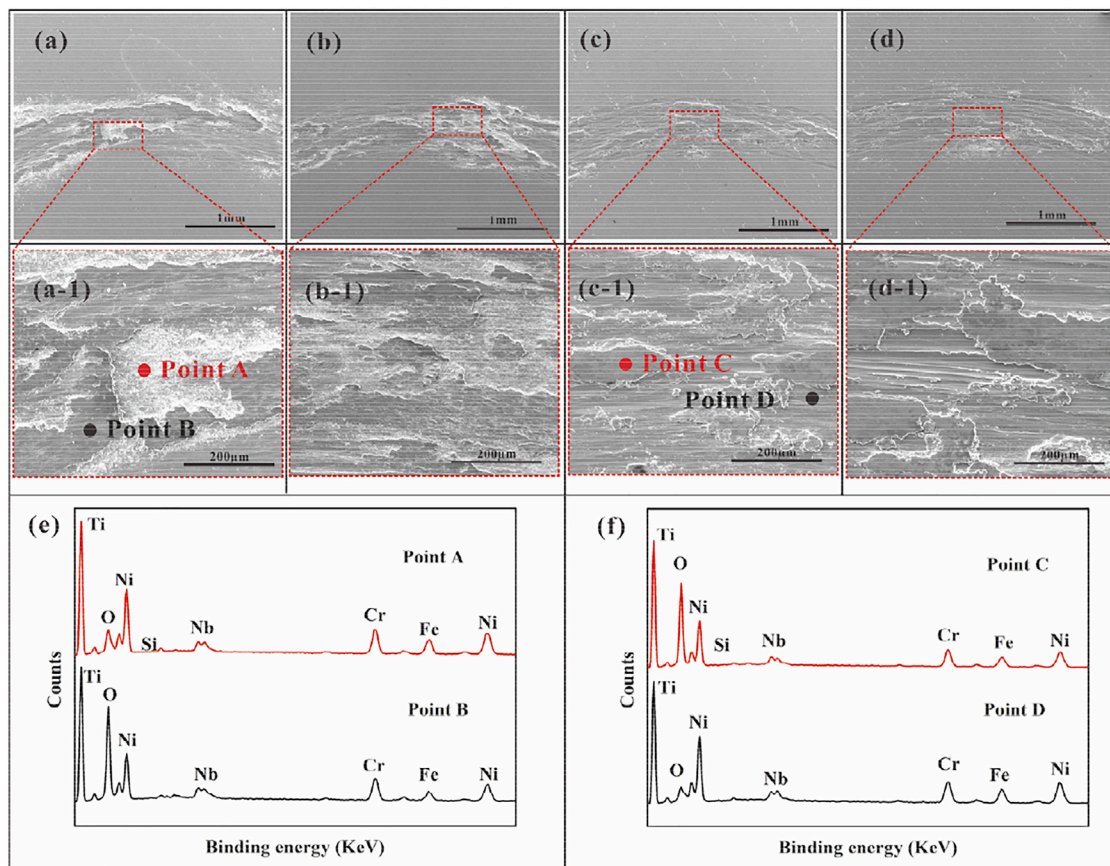 (a)
(b)
(c)
(d)
1mm
1mm
1mm
1mm
(a-1)
(b-1)
(c-1)
(d-1)
Point A
Point B
Point C
Point D
200μm
200μm
200μm
200μm
(e)
Ti
O
Ni
Si
Nb
Point A
Cr
Fe
Ni
Ti
O
Ni
Nb
Point B
Cr
Fe
Ni
Counts
Binding energy (KeV)
(f)
Ti
O
Ni
Si
Nb
Point C
Cr
Fe
Ni
Ti
O
Ni
Nb
Point D
Cr
Fe
Ni
Counts
Binding energy (KeV)